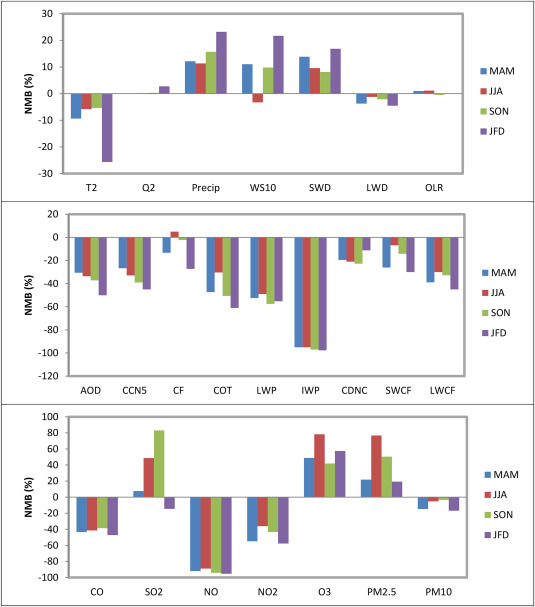 30
20
10
0
-10
-20
-30
NMB (%)
T2 Q2 Precip WS10 SWD LWD OLR
MAM
JJA
SON
JFD
20
0
-20
-40
-60
-80
-100
-120
NMB (%)
AOD CCN5 CF COT LWP IWP CDNC SWCF LWCF
MAM
JJA
SON
JFD
100
80
60
40
20
0
-20
-40
-60
-80
-100
NMB (%)
CO SO2 NO NO2 O3 PM2.5 PM10
MAM
JJA
SON
JFD